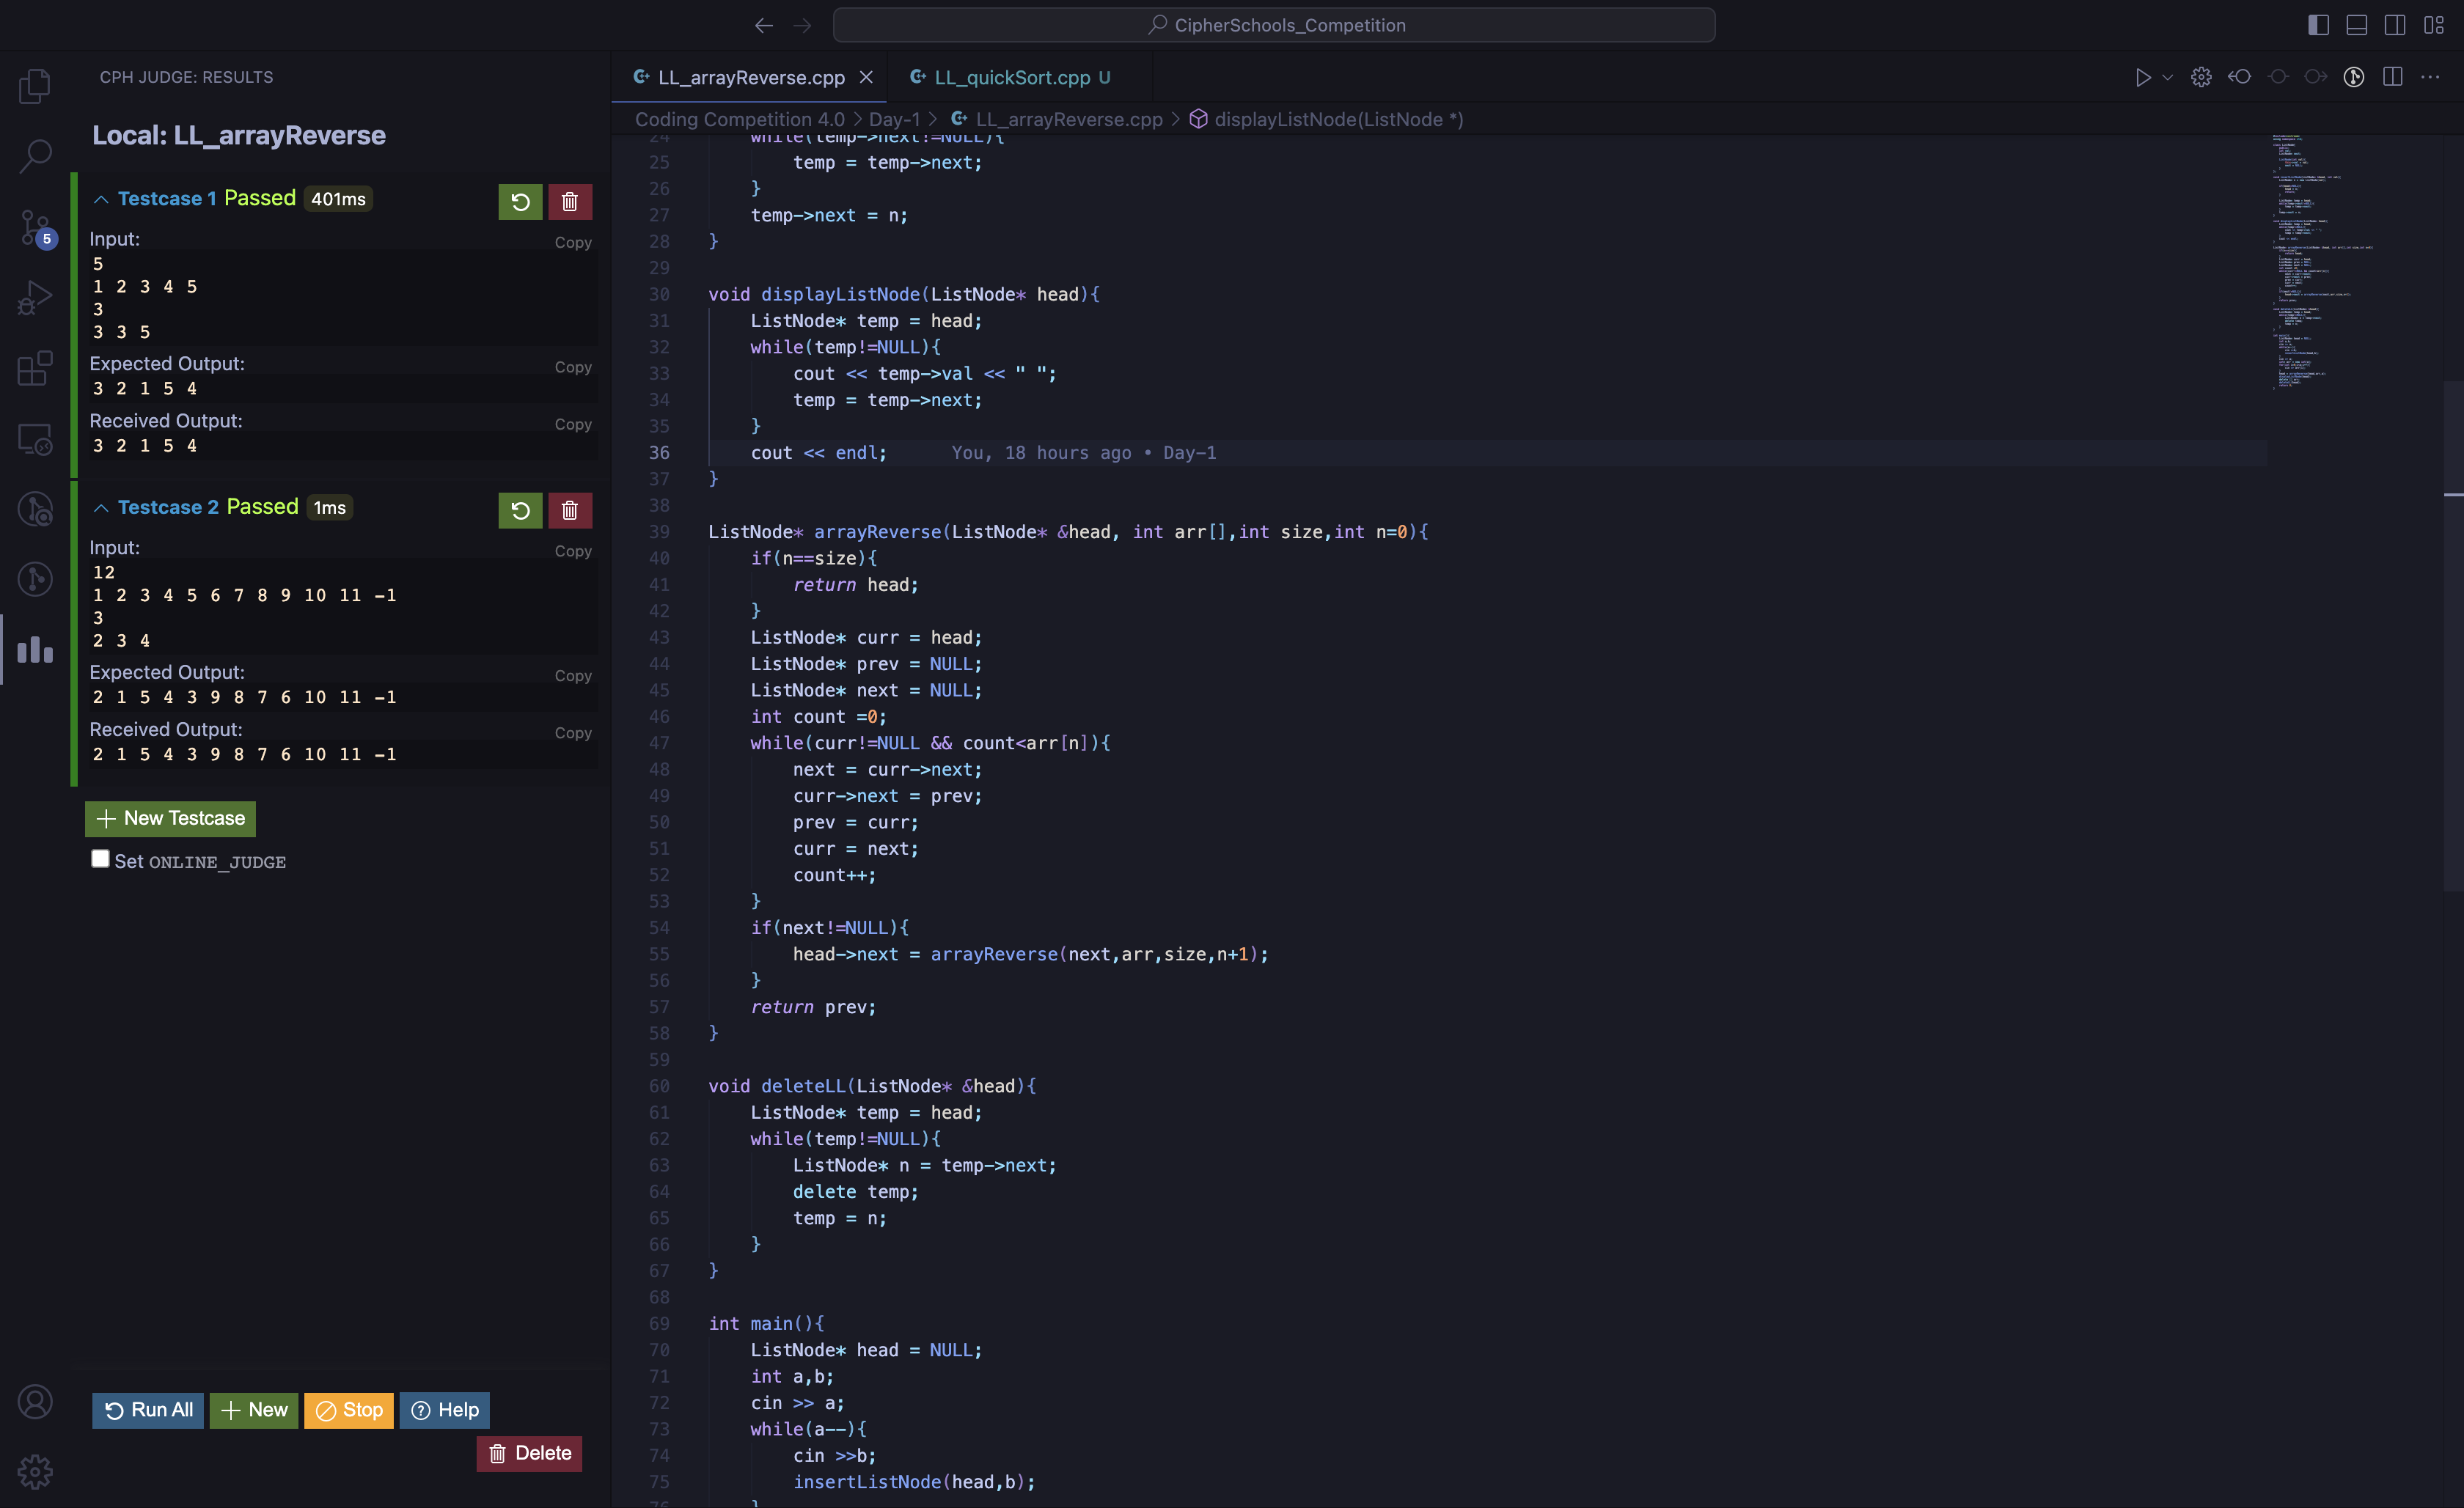 CipherSchools_Competition
CPH JUDGE: RESULTS
Local: LL_arrayReverse
Testcase 1 Passed 401ms
Input:
Copy
5
1 2 3 4 5
3
3 3 5
Expected Output:
Copy
3 2 1 5 4
Received Output:
Copy
3 2 1 5 4
Testcase 2 Passed 1ms
Input:
Copy
12
1 2 3 4 5 6 7 8 9 10 11 -1
3
2 3 4
Expected Output:
Copy
2 1 5 4 3 9 8 7 6 10 11 -1
Received Output:
Copy
2 1 5 4 3 9 8 7 6 10 11 -1
New Testcase
Set ONLINE_JUDGE
Run All
New
Stop
Help
Delete
5
LL_arrayReverse.cpp
LL_quickSort.cpp U
Coding Competition 4.0 > Day-1 > LL_arrayReverse.cpp > displayListNode(ListNode *)
24 while(temp->next!=NULL){
25 temp = temp->next;
26 }
27 temp->next = n;
28 }
29
30 void displayListNode(ListNode* head){
31 ListNode* temp = head;
32 while(temp!=NULL){
33 cout << temp->val << " ";
34 temp = temp->next;
35 }
36 cout << endl; You, 18 hours ago • Day-1
37 }
38
39 ListNode* arrayReverse(ListNode* &head, int arr[],int size,int n=0){
40 if(n==size){
41 return head;
42 }
43 ListNode* curr = head;
44 ListNode* prev = NULL;
45 ListNode* next = NULL;
46 int count =0;
47 while(curr!=NULL && count<arr[n]){
48 next = curr->next;
49 curr->next = prev;
50 prev = curr;
51 curr = next;
52 count++;
53 }
54 if(next!=NULL){
55 head->next = arrayReverse(next,arr,size,n+1);
56 }
57 return prev;
58 }
59
60 void deleteLL(ListNode* &head){
61 ListNode* temp = head;
62 while(temp!=NULL){
63 ListNode* n = temp->next;
64 delete temp;
65 temp = n;
66 }
67 }
68
69 int main(){
70 ListNode* head = NULL;
71 int a,b;
72 cin >> a;
73 while(a--){
74 cin >>b;
75 insertListNode(head,b);
76 }